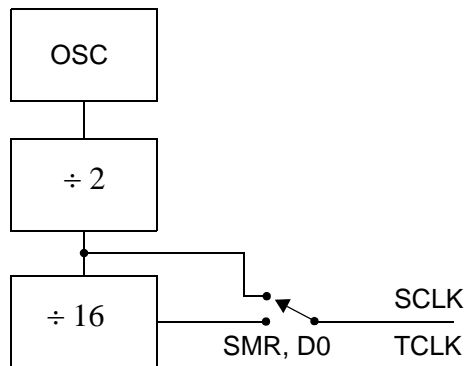 OSC
÷ 2
÷ 16
SCLK
SMR, D0
TCLK